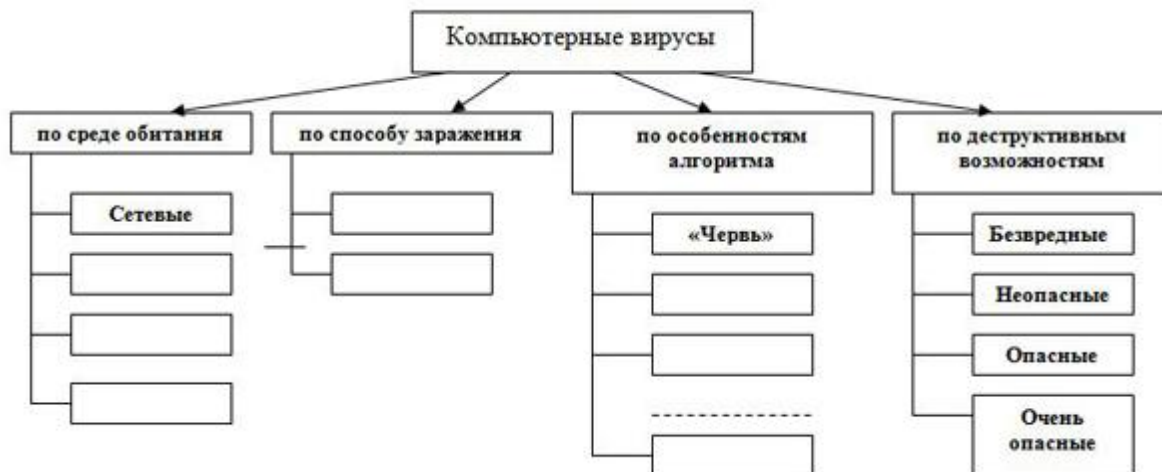 Компьютерные вирусы
по среде обитания
по способу заражения
по особенностям
алгоритма
по деструктивным
возможностям
Сетевые
«Червь»
Безвредные
Неопасные
Опасные
Очень
опасные